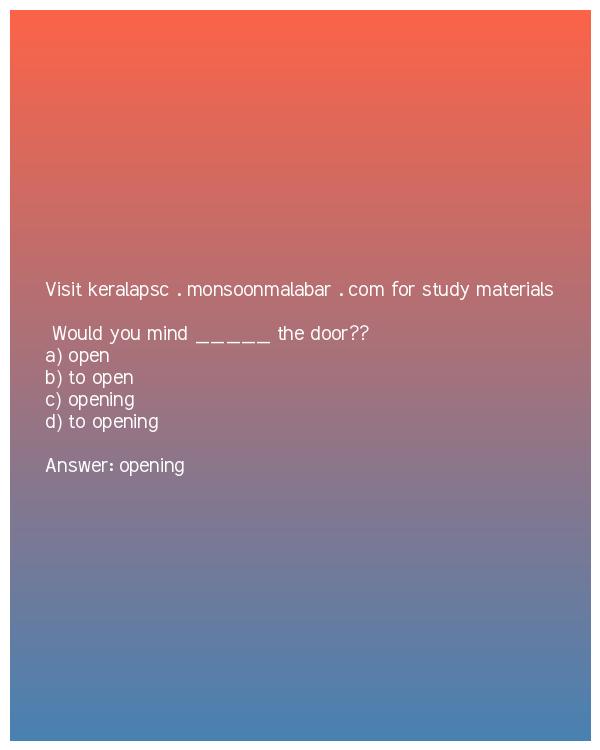 Visit keralapsc . monsoonmalabar . com for study materials
Would you mind _____ the door??
a) open
b) to open
c) opening
d) to opening
Answer: opening